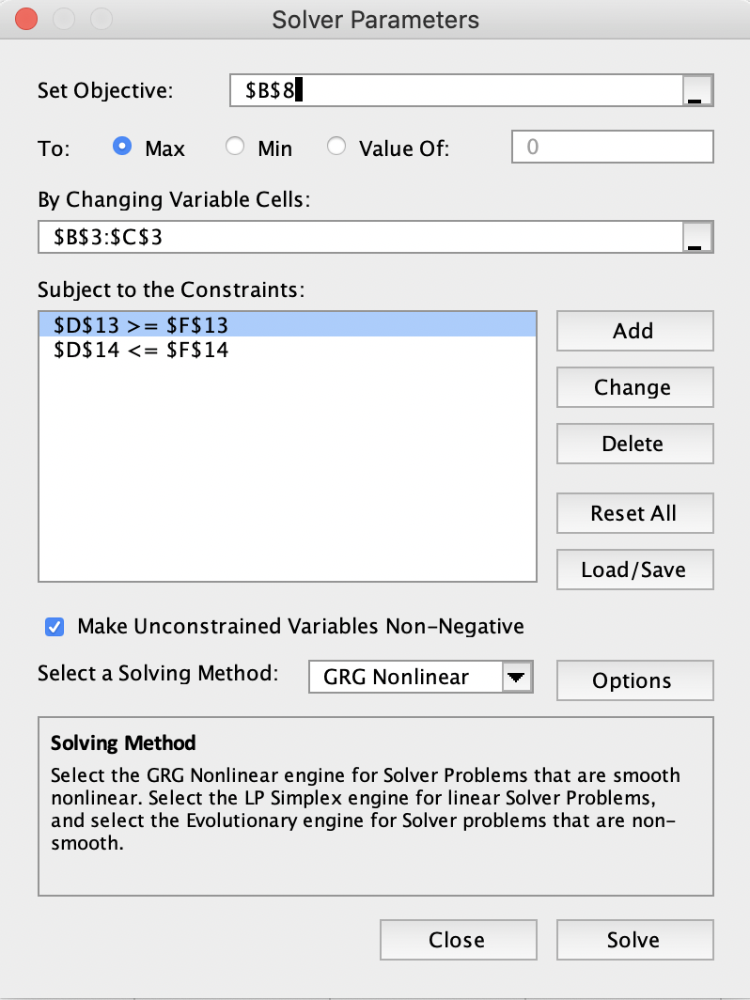 Solver Parameters
Set Objective: $B$8
To: Max Min Value Of: 0
By Changing Variable Cells:
$B$3:$C$3
Subject to the Constraints:
$D$13 >= $F$13
$D$14 <= $F$14
Add
Change
Delete
Reset All
Load/Save
Make Unconstrained Variables Non-Negative
Select a Solving Method: GRG Nonlinear Options
Solving Method
Select the GRG Nonlinear engine for Solver Problems that are smooth
nonlinear. Select the LP Simplex engine for linear Solver Problems,
and select the Evolutionary engine for Solver problems that are non-
smooth.
Close Solve